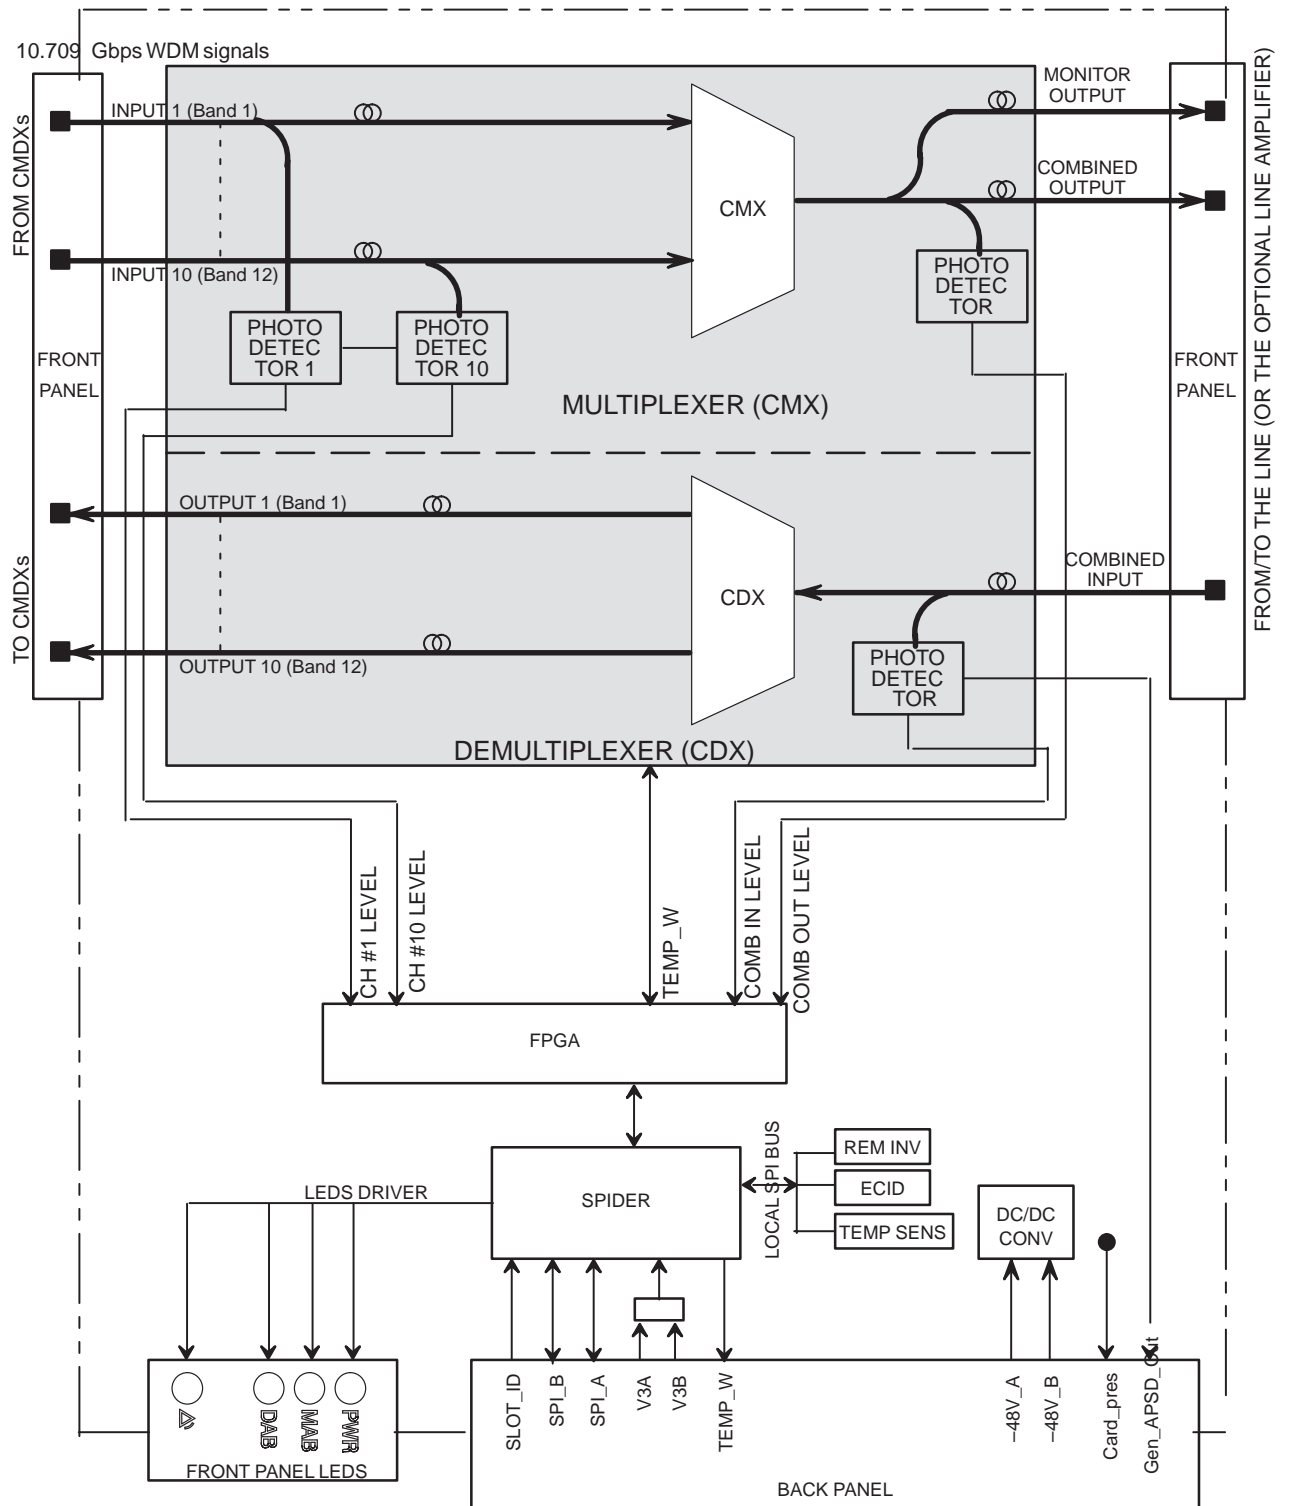 10.709 Gbps WDM signals
FROM CMDXs
INPUT 1 (Band 1)
INPUT 10 (Band 12)
PHOTO
DETEC
TOR 1
PHOTO
DETEC
TOR 10
CMX
MONITOR
OUTPUT
COMBINED
OUTPUT
PHOTO
DETEC
TOR
FRONT
PANEL
FRONT
PANEL
FROM/TO THE LINE (OR THE OPTIONAL LINE AMPLIFIER)
MULTIPLEXER (CMX)
TO CMDXs
OUTPUT 1 (Band 1)
OUTPUT 10 (Band 12)
CDX
COMBINED
INPUT
PHOTO
DETEC
TOR
DEMULTIPLEXER (CDX)
CH #1 LEVEL
CH #10 LEVEL
TEMP_W
COMB IN LEVEL
COMB OUT LEVEL
FPGA
SPIDER
LOCAL SPI BUS
REM INV
ECID
TEMP SENS
LEDS DRIVER
DC/DC
CONV
DAB
MAB
PWR
FRONT PANEL LEDS
SLOT_ID
SPI_B
SPI_A
V3A
V3B
TEMP_W
–48V_A
–48V_B
Card_pres
Gen_APSD_Out
BACK PANEL